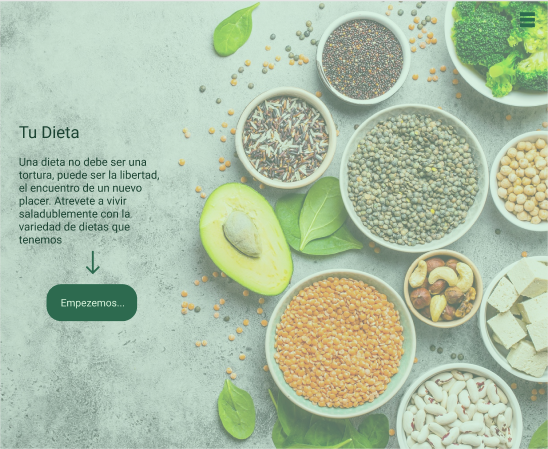 Tu Dieta
Una dieta no debe ser una
tortura, puede ser la libertad,
el encuentro de un nuevo
placer. Atrevete a vivir
saladublemente con la
variedad de dietas que
tenemos
Empezemos...